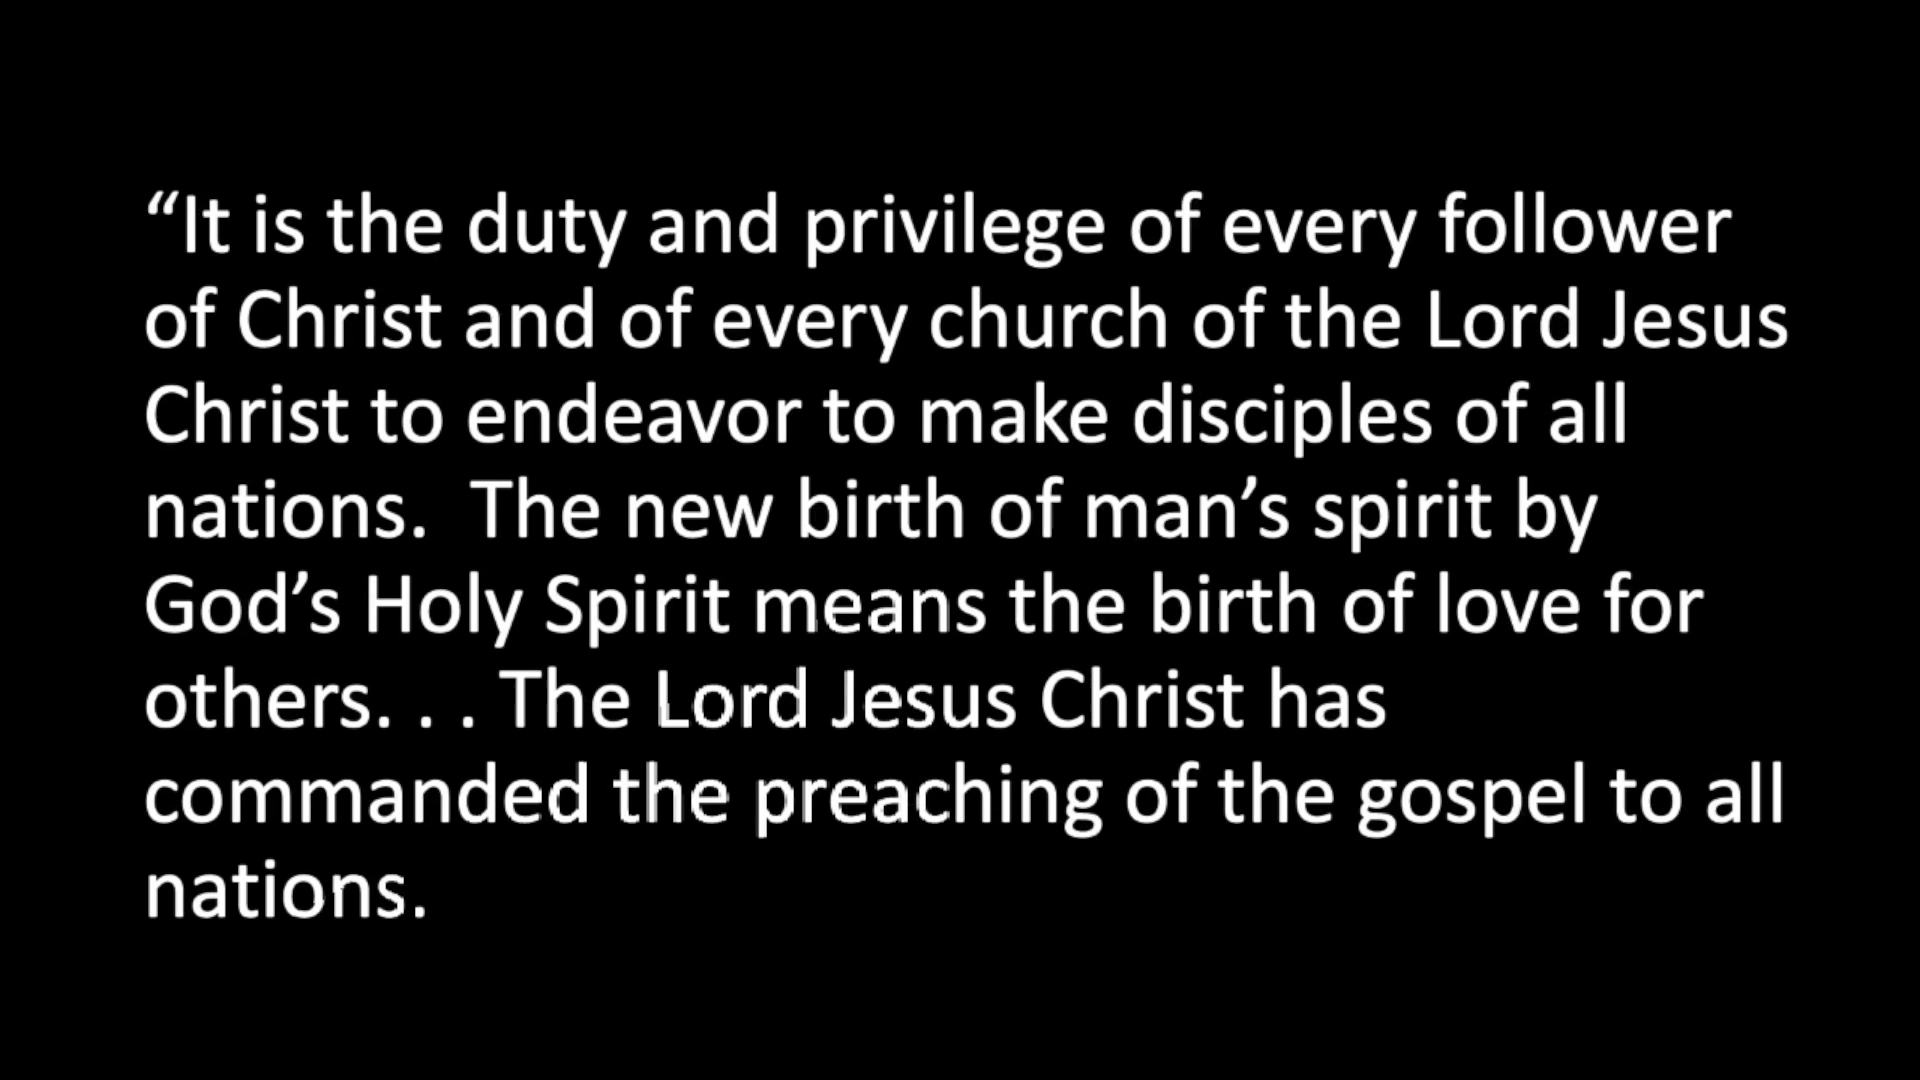 “It is the duty and privilege of every follower
of Christ and of every church of the Lord Jesus
Christ to endeavor to make disciples of all
nations.  The new birth of man’s spirit by
God’s Holy Spirit means the birth of love for
others. . . The Lord Jesus Christ has
commanded the preaching of the gospel to all
nations.